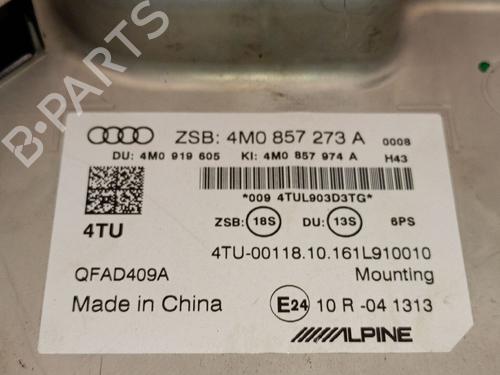 ZSB: 4M0 857 273 A 0008
DU: 4M0 919 605 KI: 4M0 857 974 A H43
*009 4TUL903D3TG*
4TU
ZSB: 18S DU: 13S 6PS
4TU-00118.10.161L910010
QFAD409A Mounting
Made in China E24 10 R -04 1313
ALPINE
B-PARTS